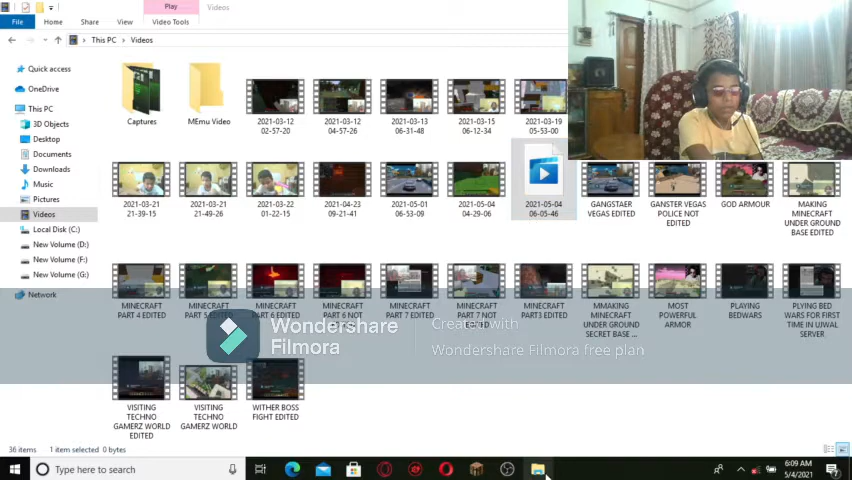 Play
Videos
File
Home
Share
View
Video Tools
This PC
Videos
Quick access
OneDrive
This PC
3D Objects
Desktop
Documents
Downloads
Music
Pictures
Videos
Local Disk (C:)
New Volume (D:)
New Volume (F:)
New Volume (G:)
Network
Captures
MEmu Video
2021-03-12
02-57-20
2021-03-12
04-57-26
2021-03-13
06-31-48
2021-03-15
06-12-34
2021-03-19
05-53-00
2021-03-21
21-39-15
2021-03-21
21-49-26
2021-03-22
01-22-15
2021-04-23
09-21-41
2021-05-01
06-53-09
2021-05-04
04-29-06
2021-05-04
06-05-46
GANGSTAER
VEGAS EDITED
GANSTER VEGAS
POLICE NOT
EDITED
GOD ARMOUR
MAKING
MINECRAFT
UNDER GROUND
BASE EDITED
MINECRAFT
PART 4 EDITED
MINECRAFT
PART 5 EDITED
MINECRAFT
PART 6 EDITED
MINECRAFT
PART 6 NOT
MINECRAFT
PART 7 EDITED
MINECRAFT
PART 7 NOT
MINECRAFT
PART3 EDITED
MMAKING
MINECRAFT
UNDER GROUND
SECRET BASE ...
MOST
POWERFUL
ARMOR
PLAYING
BEDWARS
PLYING BED
WARS FOR FIRST
TIME IN UJWAL
SERVER
Wondershare
Filmora
Created with
Wondershare Filmora free plan
VISITING
TECHNO
GAMERZ WORLD
EDITED
VISITING
TECHNO
GAMERZ WORLD
WITHER BOSS
FIGHT EDITED
36 items
1 item selected 0 bytes
Type here to search
6:09 AM
5/4/2021